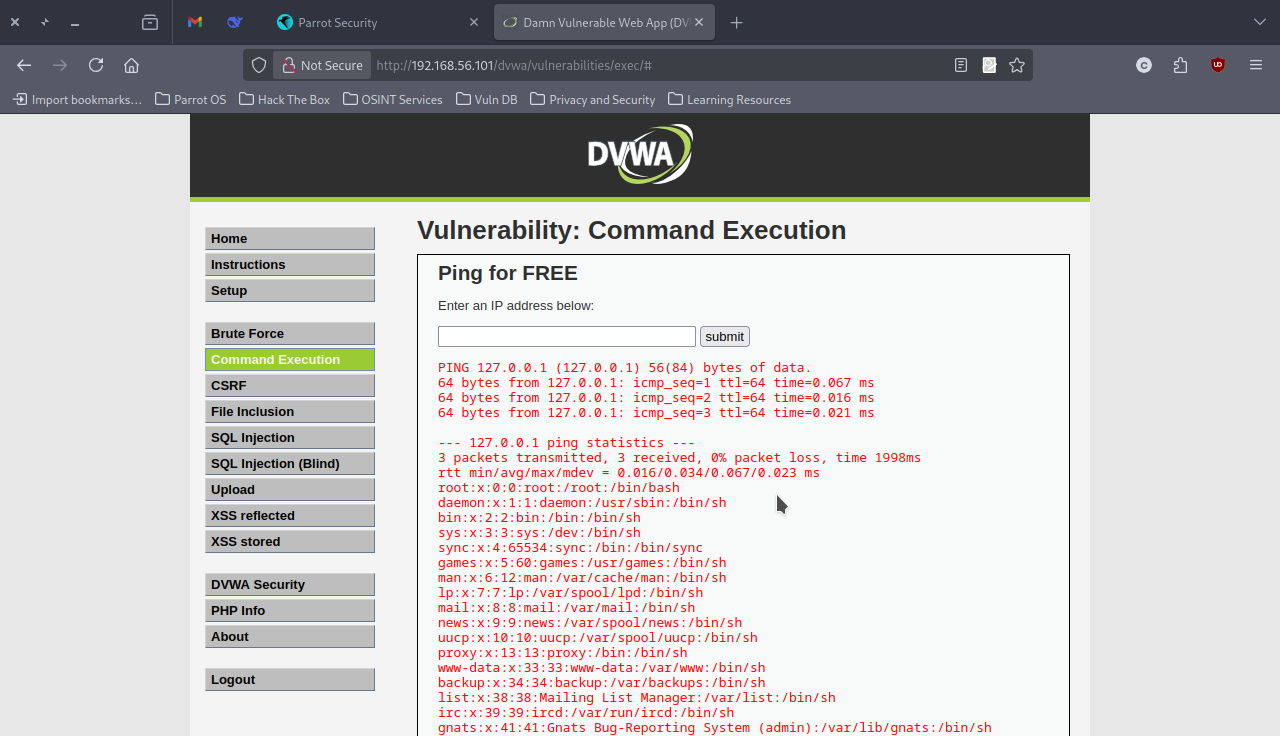 Parrot Security
Damn Vulnerable Web App (DV
Not Secure
http://192.168.56.101/dvwa/vulnerabilities/exec/#
C
Import bookmarks…
Parrot OS
Hack The Box
OSINT Services
Vuln DB
Privacy and Security
Learning Resources
DVWA
Home
Instructions
Setup
Brute Force
Command Execution
CSRF
File Inclusion
SQL Injection
SQL Injection (Blind)
Upload
XSS reflected
XSS stored
DVWA Security
PHP Info
About
Logout
Vulnerability: Command Execution
Ping for FREE
Enter an IP address below:
submit
PING 127.0.0.1 (127.0.0.1) 56(84) bytes of data.
64 bytes from 127.0.0.1: icmp_seq=1 ttl=64 time=0.067 ms
64 bytes from 127.0.0.1: icmp_seq=2 ttl=64 time=0.016 ms
64 bytes from 127.0.0.1: icmp_seq=3 ttl=64 time=0.021 ms
--- 127.0.0.1 ping statistics ---
3 packets transmitted, 3 received, 0% packet loss, time 1998ms
rtt min/avg/max/mdev = 0.016/0.034/0.067/0.023 ms
root:x:0:0:root:/root:/bin/bash
daemon:x:1:1:daemon:/usr/sbin:/bin/sh
bin:x:2:2:bin:/bin:/bin/sh
sys:x:3:3:sys:/dev:/bin/sh
sync:x:4:65534:sync:/bin:/bin/sync
games:x:5:60:games:/usr/games:/bin/sh
man:x:6:12:man:/var/cache/man:/bin/sh
lp:x:7:7:lp:/var/spool/lpd:/bin/sh
mail:x:8:8:mail:/var/mail:/bin/sh
news:x:9:9:news:/var/spool/news:/bin/sh
uucp:x:10:10:uucp:/var/spool/uucp:/bin/sh
proxy:x:13:13:proxy:/bin:/bin/sh
www-data:x:33:33:www-data:/var/www:/bin/sh
backup:x:34:34:backup:/var/backups:/bin/sh
list:x:38:38:Mailing List Manager:/var/list:/bin/sh
irc:x:39:39:ircd:/var/run/ircd:/bin/sh
gnats:x:41:41:Gnats Bug-Reporting System (admin):/var/lib/gnats:/bin/sh